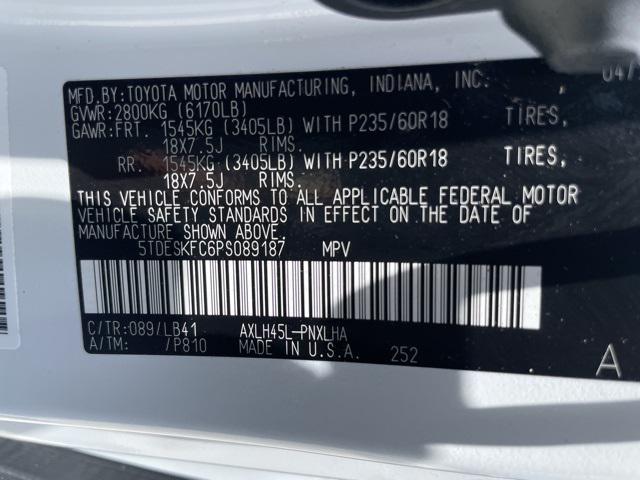 MFD.BY:TOYOTA MOTOR MANUFACTURING, INDIANA, INC. 04/
GVWR:2800KG (6170LB)
GAWR:FRT. 1545KG (3405LB) WITH P235/60R18 TIRES,
18X7.5J RIMS.
RR. 1545KG (3405LB) WITH P235/60R18 TIRES,
18X7.5J RIMS.
THIS VEHICLE CONFORMS TO ALL APPLICABLE FEDERAL MOTOR
VEHICLE SAFETY STANDARDS IN EFFECT ON THE DATE OF
MANUFACTURE SHOWN ABOVE.
5TDESKFC6PS089187 MPV
C/TR:089/LB41 AXLH45L-PNXLHA
A/TM: /P810 MADE IN U.S.A. 252 A